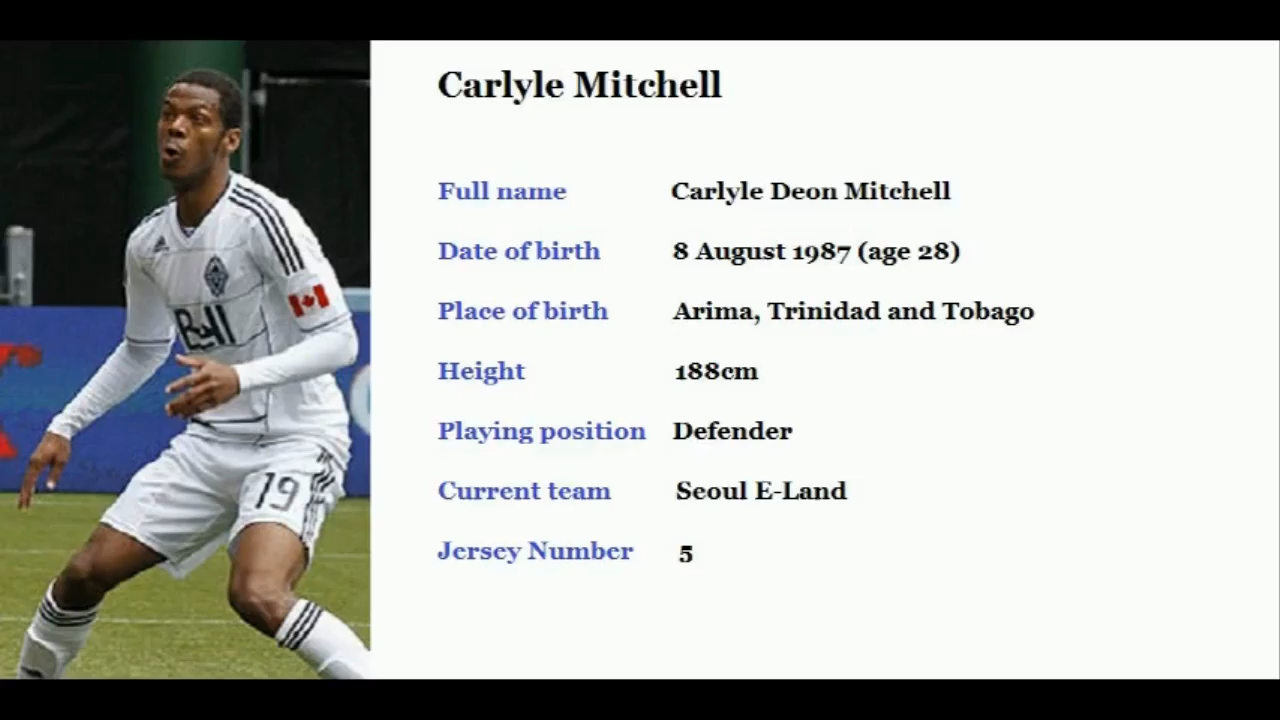 Carlyle Mitchell
Full name Carlyle Deon Mitchell
Date of birth 8 August 1987 (age 28)
Place of birth Arima, Trinidad and Tobago
Height 188cm
Playing position Defender
Current team Seoul E-Land
Jersey Number 5
Bell
19